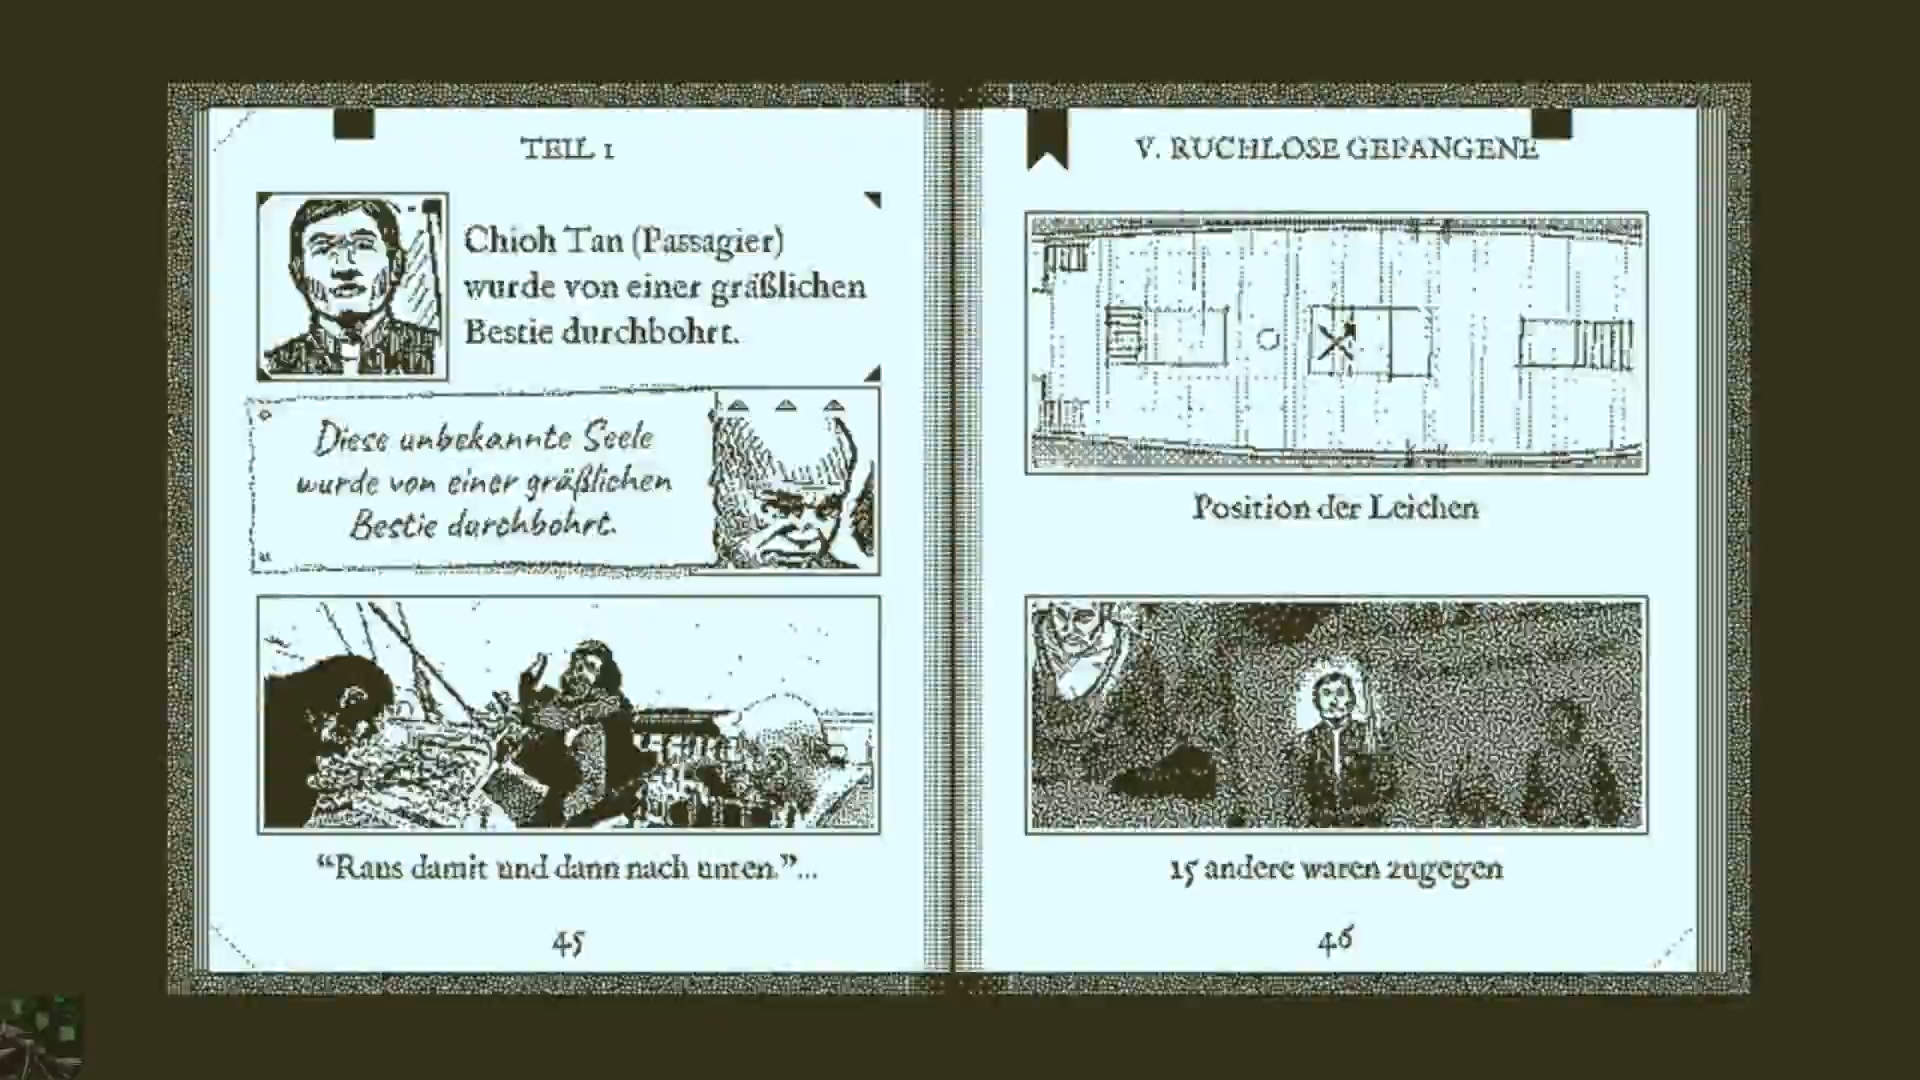 TEIL 1
Chioh Tan (Passagier)
wurde von einer gräßlichen
Bestie durchbohrt.
Diese unbekannte Seele
wurde von einer gräßlichen
Bestie durchbohrt.
“Raus damit und dann nach unten.”...
45
V. RUCHLOSE GEFANGENE
Position der Leichen
15 andere waren zugegen
46